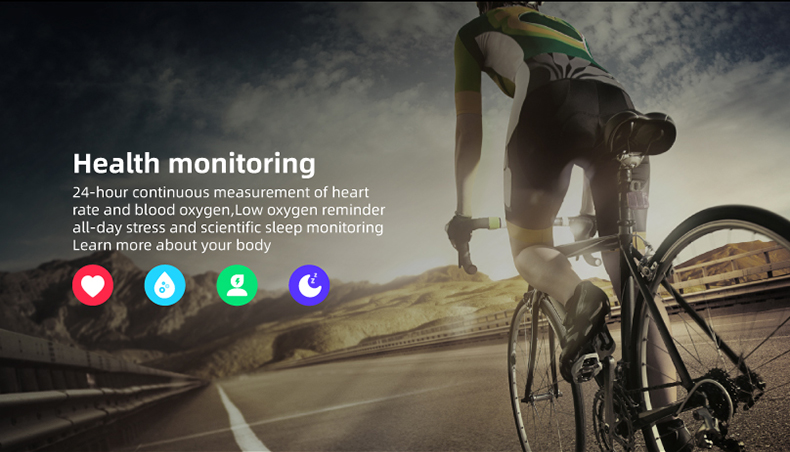 Health monitoring
24-hour continuous measurement of heart
rate and blood oxygen,Low oxygen reminder
all-day stress and scientific sleep monitoring
Learn more about your body